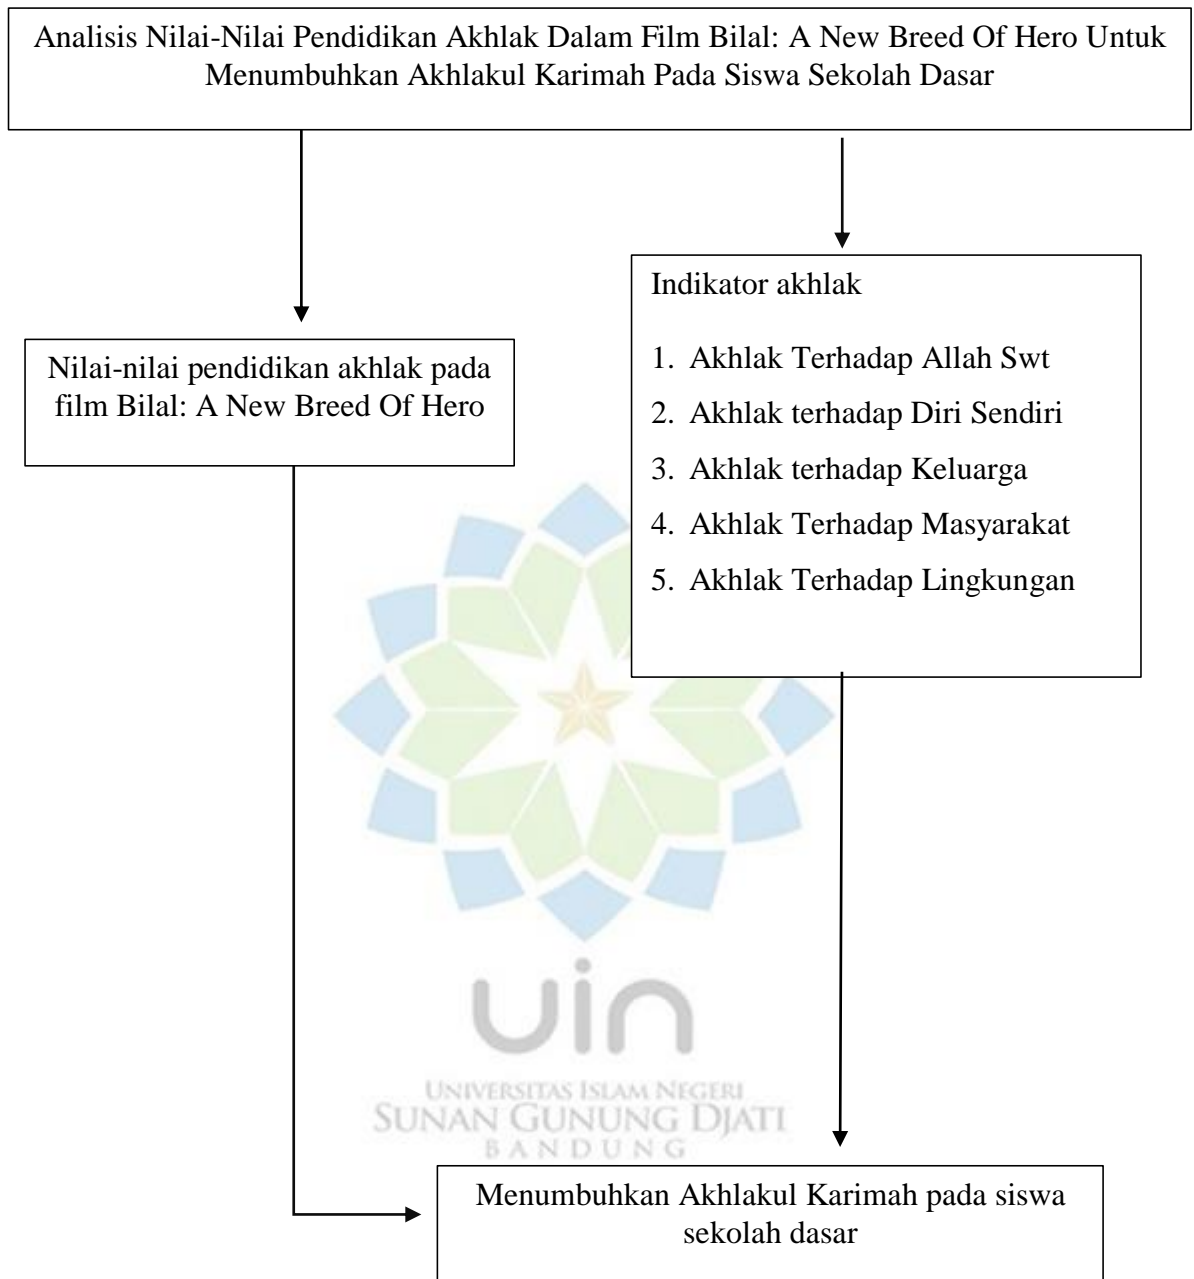 Analisis Nilai-Nilai Pendidikan Akhlak Dalam Film Bilal: A New Breed Of Hero Untuk
Menumbuhkan Akhlakul Karimah Pada Siswa Sekolah Dasar
Nilai-nilai pendidikan akhlak pada
film Bilal: A New Breed Of Hero
Indikator akhlak
1. Akhlak Terhadap Allah Swt
2. Akhlak terhadap Diri Sendiri
3. Akhlak terhadap Keluarga
4. Akhlak Terhadap Masyarakat
5. Akhlak Terhadap Lingkungan
uin
UNIVERSITAS ISLAM NEGERI
SUNAN GUNUNG DJATI
BANDUNG
Menumbuhkan Akhlakul Karimah pada siswa
sekolah dasar